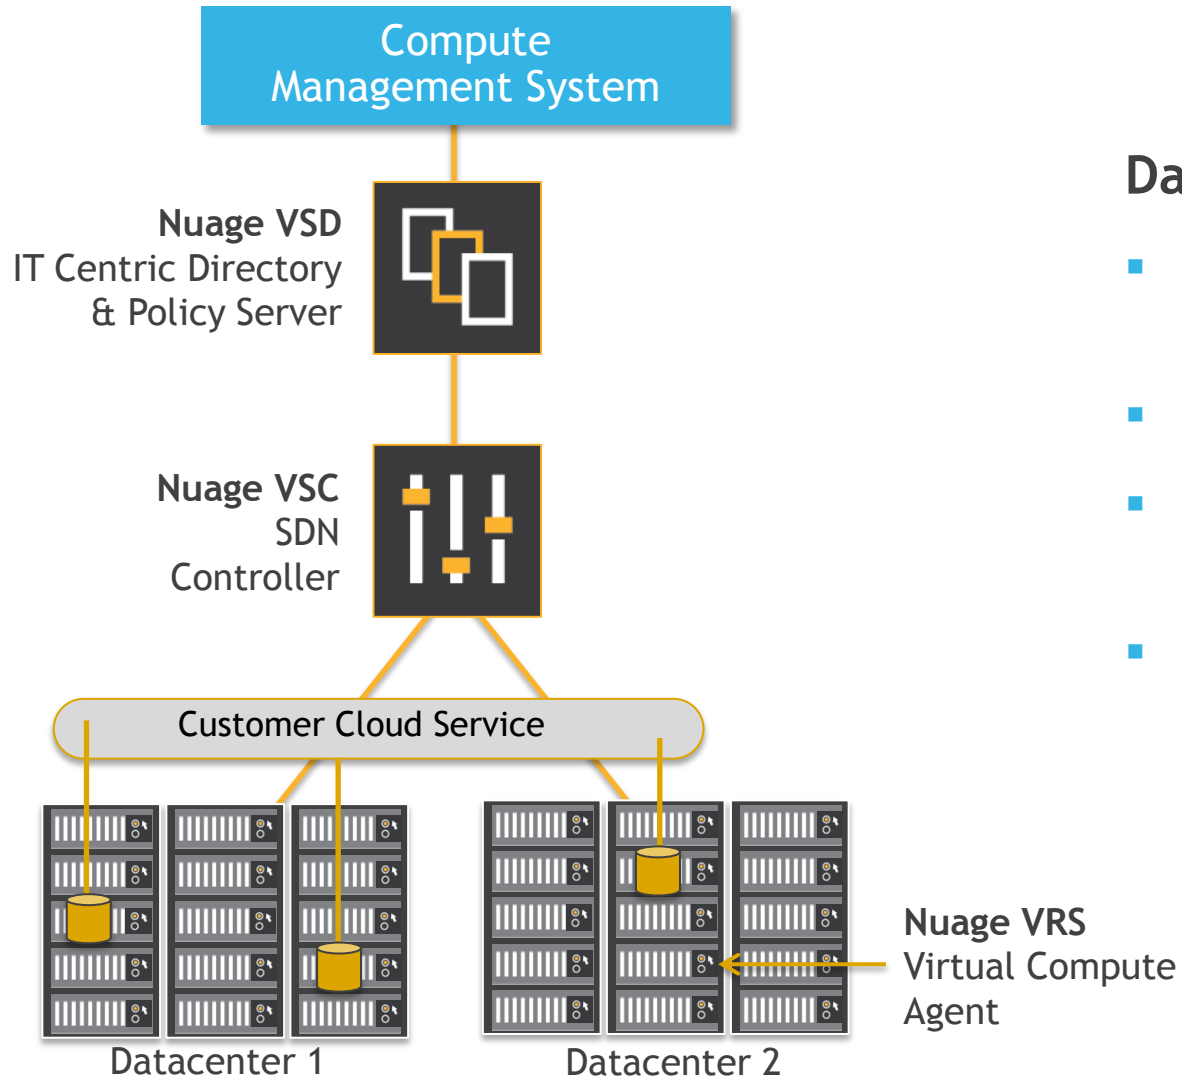 Compute
Management System
Nuage VSD
IT Centric Directory
& Policy Server
Nuage VSC
SDN
Controller
Customer Cloud Service
Nuage VRS
Virtual Compute
Agent
Datacenter 1
Datacenter 2
Da